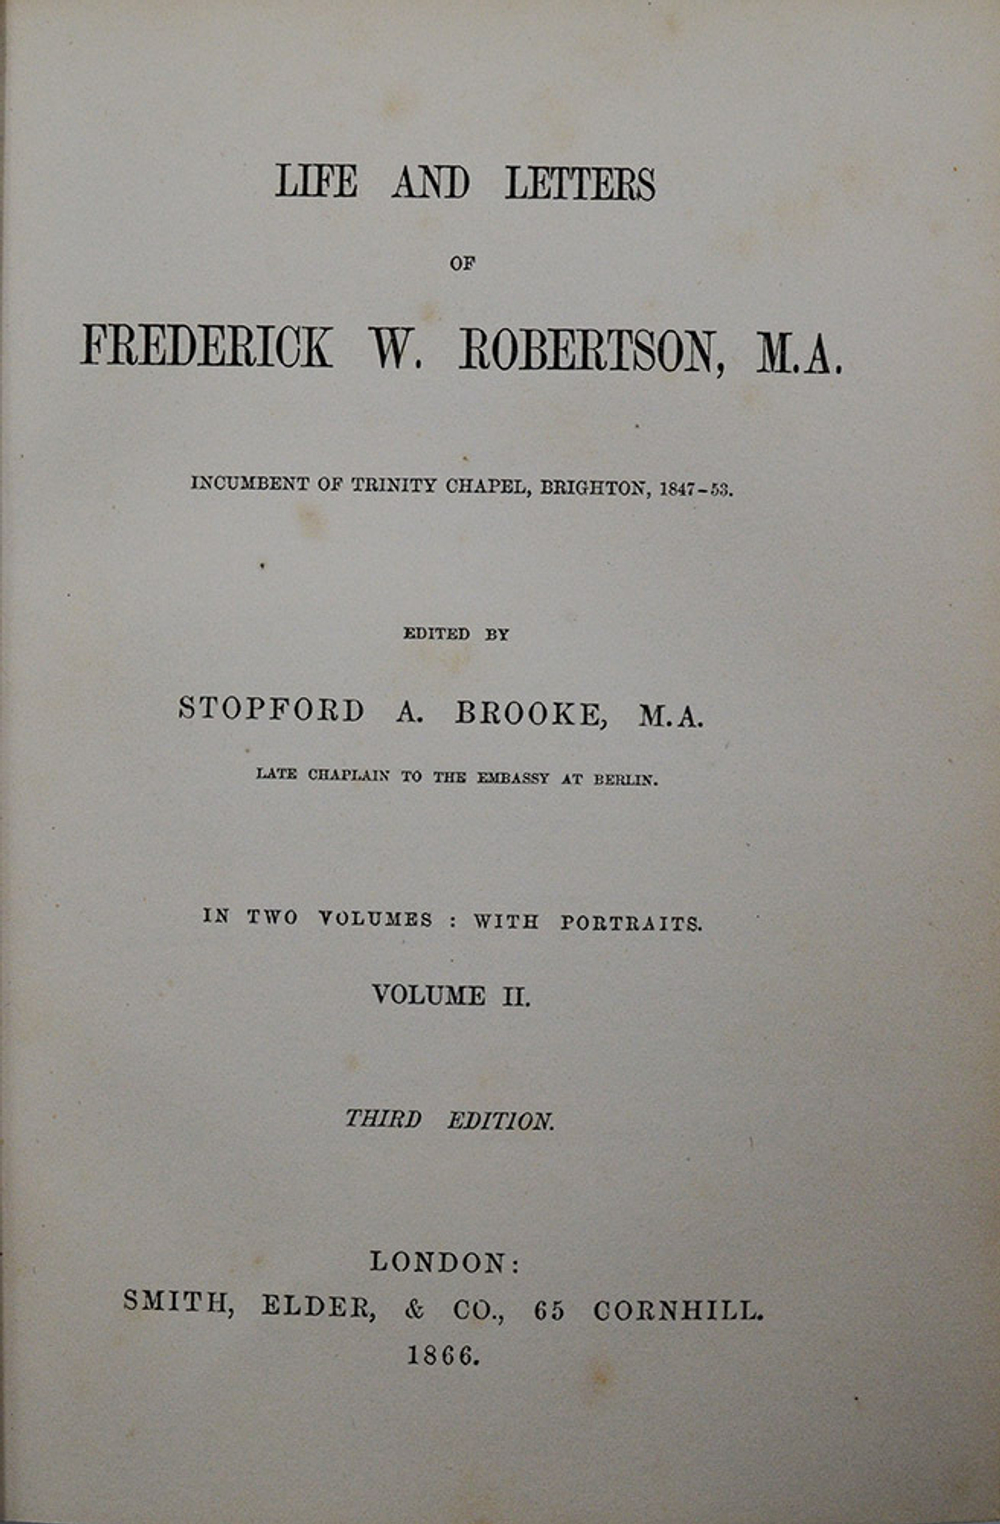 LIFE AND LETTERS
OF
FREDERICK W. ROBERTSON, M.A.
INCUMBENT OF TRINITY CHAPEL, BRIGHTON, 1847-53.
EDITED BY
STOPFORD A. BROOKE, M.A.
LATE CHAPLAIN TO THE EMBASSY AT BERLIN.
IN TWO VOLUMES : WITH PORTRAITS.
VOLUME II.
THIRD EDITION.
LONDON:
SMITH, ELDER, & CO., 65 CORNHILL.
1866.